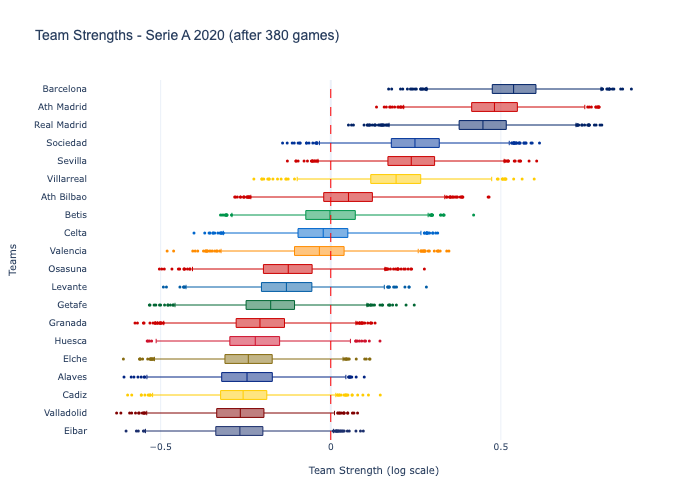 Team Strengths - Serie A 2020 (after 380 games)
Barcelona
Ath Madrid
Real Madrid
Sociedad
Sevilla
Villarreal
Ath Bilbao
Betis
Celta
Valencia
Osasuna
Levante
Getafe
Granada
Huesca
Elche
Alaves
Cadiz
Valladolid
Eibar
Teams
−0.5 0 0.5
Team Strength (log scale)